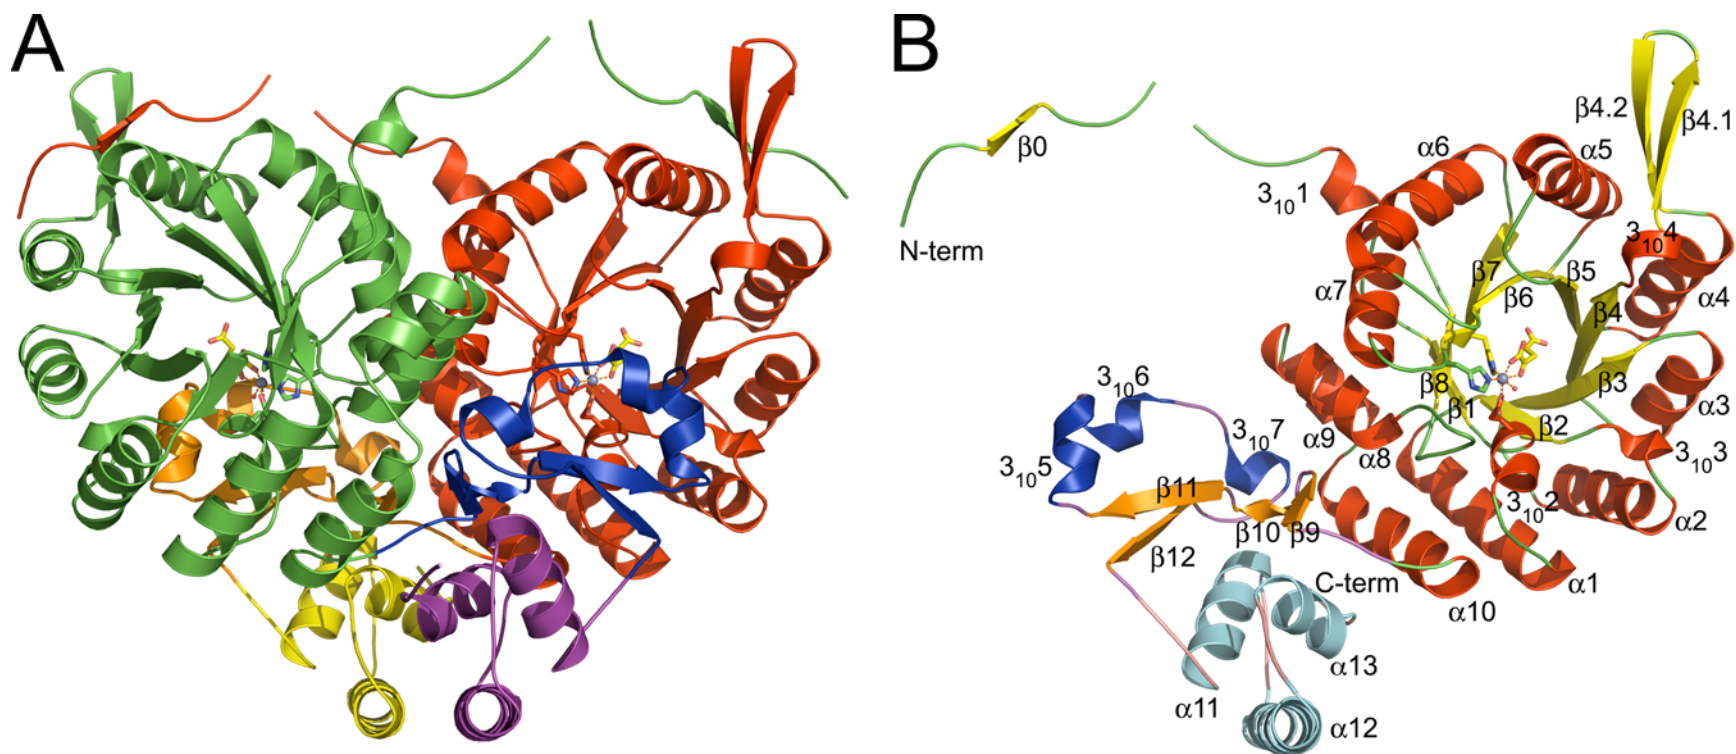 A
B
β4.2
β4.1
β0
α6
α5
3₁₀1
N-term
3₁₀4
β7
β5
α7
β6
α4
β4
3₁₀6
β8
β3
β1
α3
3₁₀7
α9
β2
3₁₀5
α8
3₁₀3
β11
3₁₀2
α2
β10
β9
β12
C-term
α1
α10
α13
α11
α12